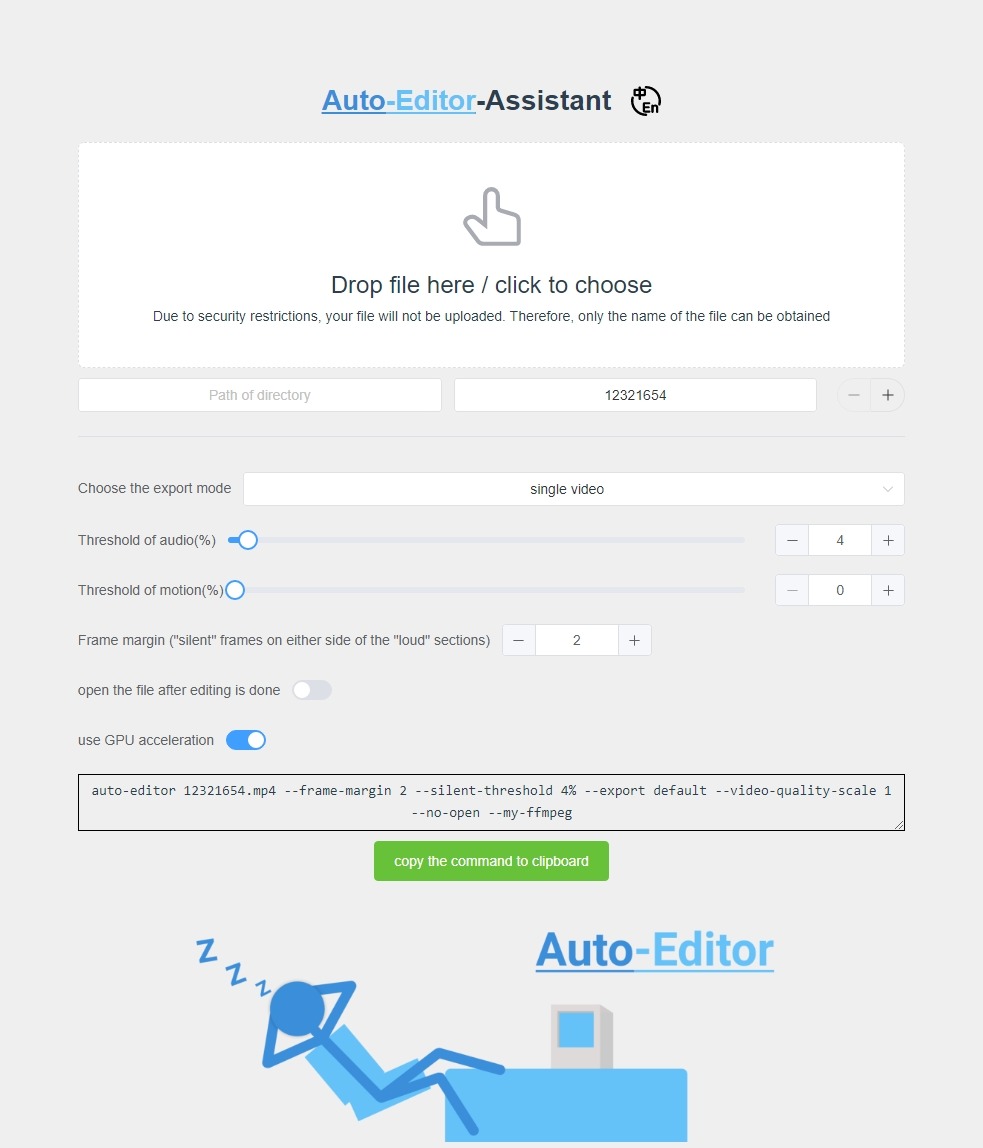 Auto-Editor-Assistant 中 En
Drop file here / click to choose
Due to security restrictions, your file will not be uploaded. Therefore, only the name of the file can be obtained
Path of directory 12321654 − +
Choose the export mode single video
Threshold of audio(%) − 4 +
Threshold of motion(%) − 0 +
Frame margin ("silent" frames on either side of the "loud" sections) − 2 +
open the file after editing is done
use GPU acceleration
auto-editor 12321654.mp4 --frame-margin 2 --silent-threshold 4% --export default --video-quality-scale 1
--no-open --my-ffmpeg
copy the command to clipboard
Z
Z
Z
Auto-Editor